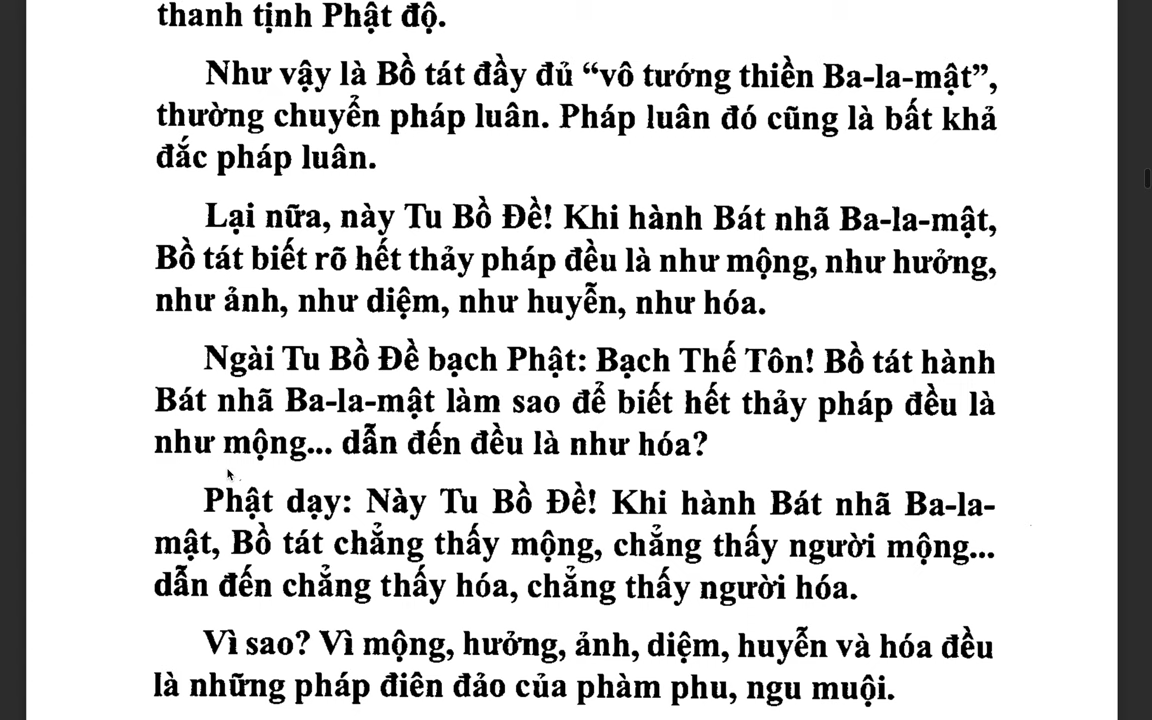 thanh tịnh Phật độ.
Như vậy là Bồ tát đầy đủ “vô tướng thiền Ba-la-mật”,
thường chuyển pháp luân. Pháp luân đó cũng là bất khả
đắc pháp luân.
Lại nữa, này Tu Bồ Đề! Khi hành Bát nhã Ba-la-mật,
Bồ tát biết rõ hết thảy pháp đều là như mộng, như hưởng,
như ảnh, như diệm, như huyễn, như hóa.
Ngài Tu Bồ Đề bạch Phật: Bạch Thế Tôn! Bồ tát hành
Bát nhã Ba-la-mật làm sao để biết hết thảy pháp đều là
như mộng... dẫn đến đều là như hóa?
Phật dạy: Này Tu Bồ Đề! Khi hành Bát nhã Ba-la-
mật, Bồ tát chẳng thấy mộng, chẳng thấy người mộng...
dẫn đến chẳng thấy hóa, chẳng thấy người hóa.
Vì sao? Vì mộng, hưởng, ảnh, diệm, huyễn và hóa đều
là những pháp điên đảo của phàm phu, ngu muội.